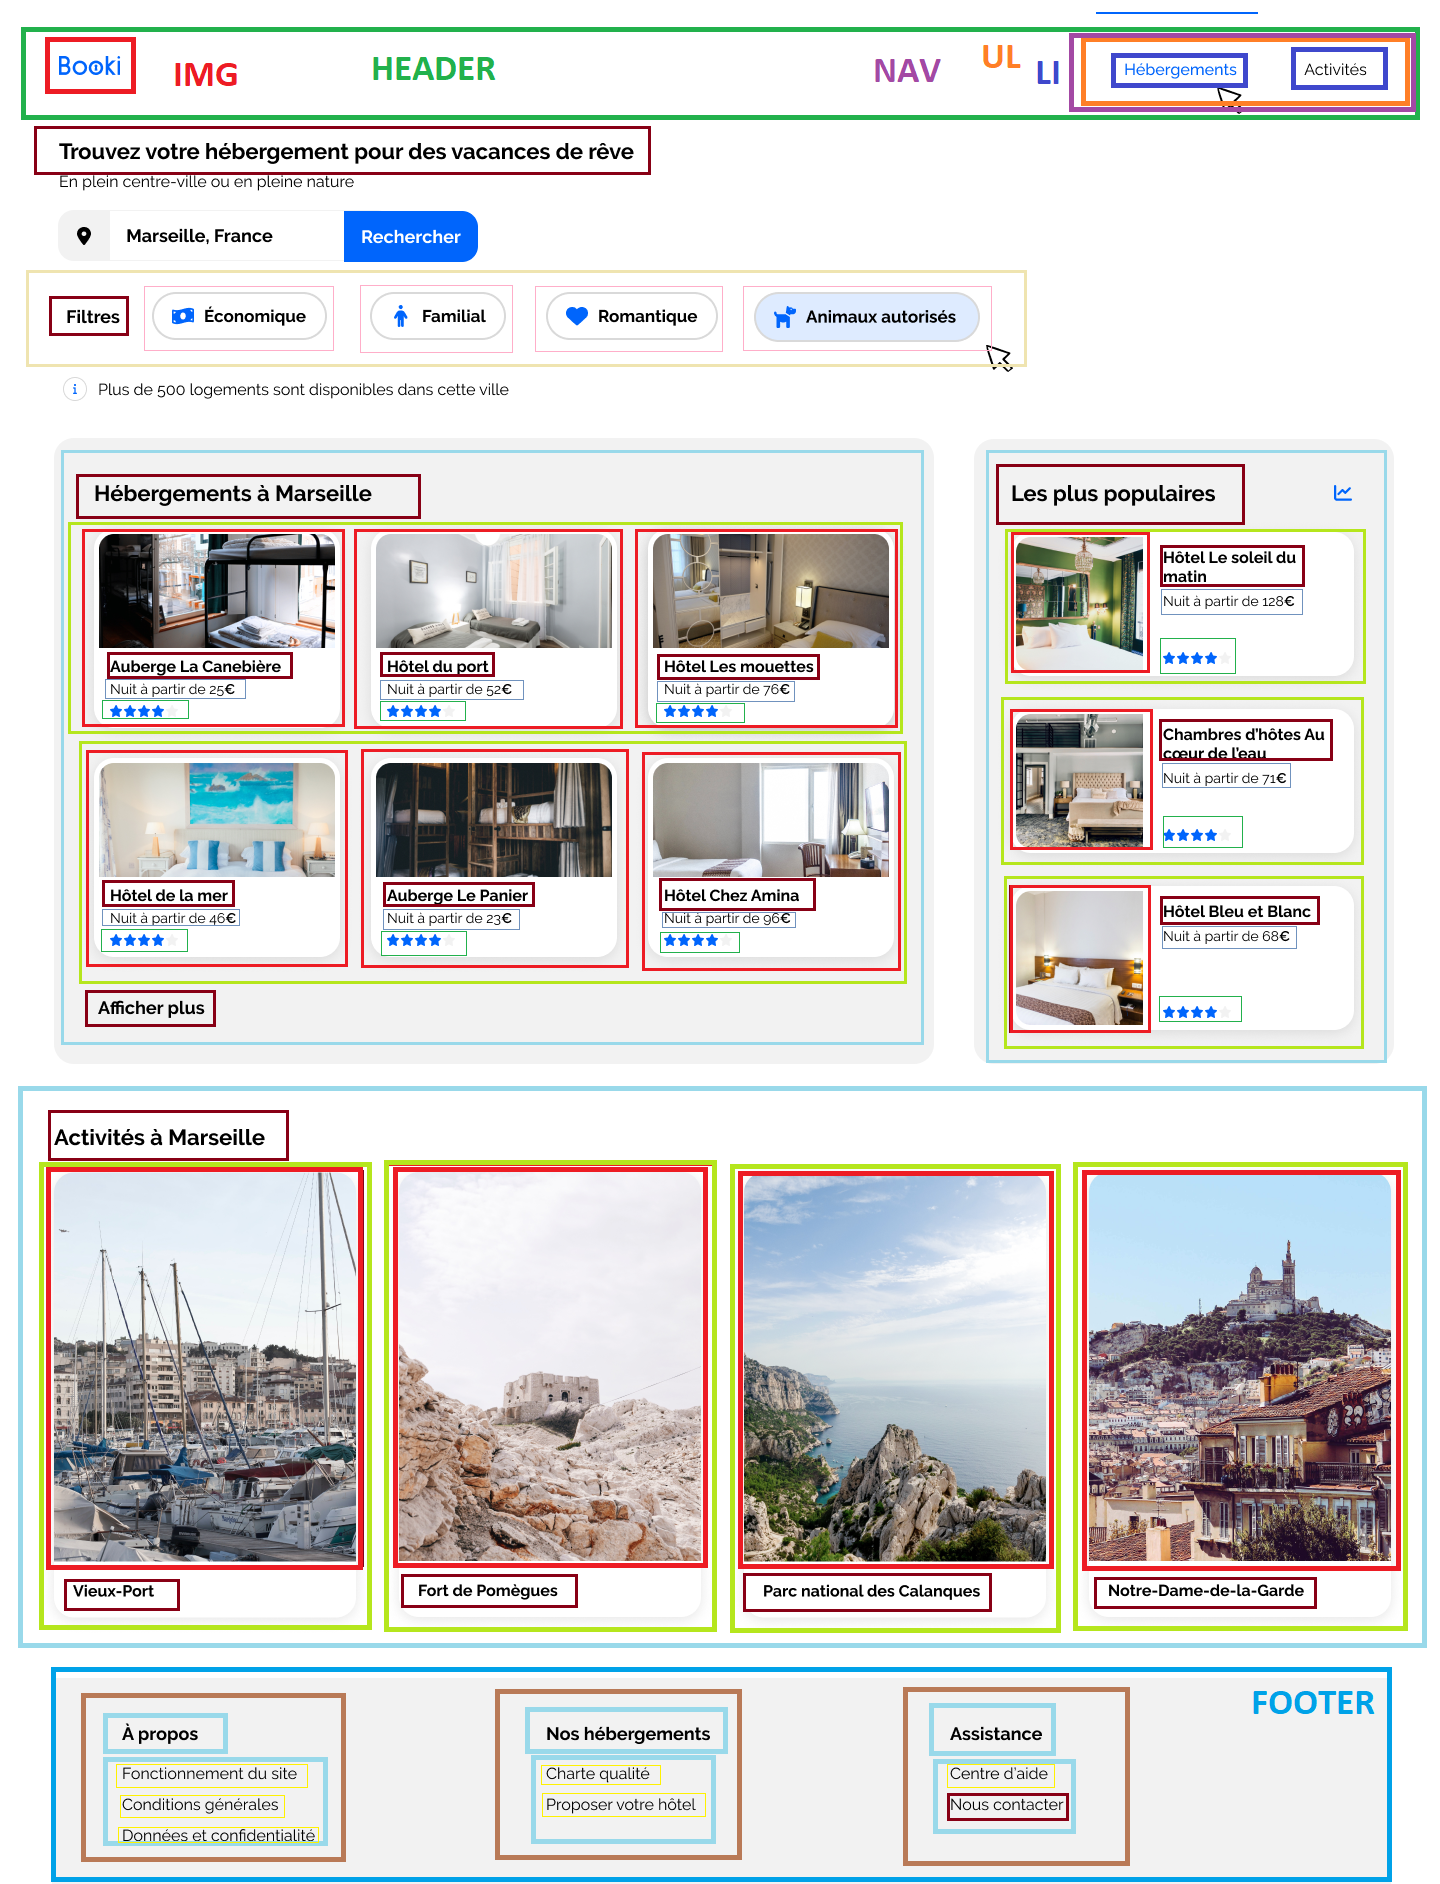 Booki
IMG
HEADER
NAV
UL
LI
Hébergements
Activités
Trouvez votre hébergement pour des vacances de rêve
En plein centre-ville ou en pleine nature
Marseille, France
Rechercher
Filtres
Économique
Familial
Romantique
Animaux autorisés
i
Plus de 500 logements sont disponibles dans cette ville
Hébergements à Marseille
Auberge La Canebière
Nuit à partir de 25€
Hôtel du port
Nuit à partir de 52€
Hôtel Les mouettes
Nuit à partir de 76€
Hôtel de la mer
Nuit à partir de 46€
Auberge Le Panier
Nuit à partir de 23€
Hôtel Chez Amina
Nuit à partir de 96€
Afficher plus
Les plus populaires
Hôtel Le soleil du
matin
Nuit à partir de 128€
Chambres d'hôtes Au
cœur de l'eau
Nuit à partir de 71€
Hôtel Bleu et Blanc
Nuit à partir de 68€
Activités à Marseille
Vieux-Port
Fort de Pomègues
Parc national des Calanques
Notre-Dame-de-la-Garde
FOOTER
À propos
Fonctionnement du site
Conditions générales
Données et confidentialité
Nos hébergements
Charte qualité
Proposer votre hôtel
Assistance
Centre d'aide
Nous contacter